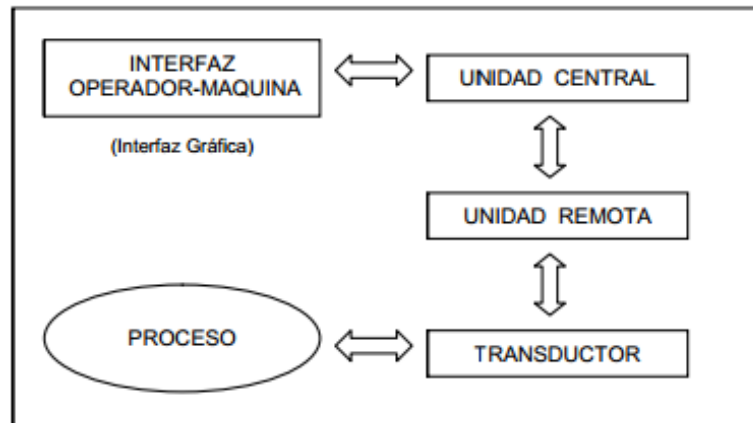 INTERFAZ
OPERADOR-MAQUINA
(Interfaz Gráfica)
UNIDAD CENTRAL
UNIDAD REMOTA
PROCESO
TRANSDUCTOR